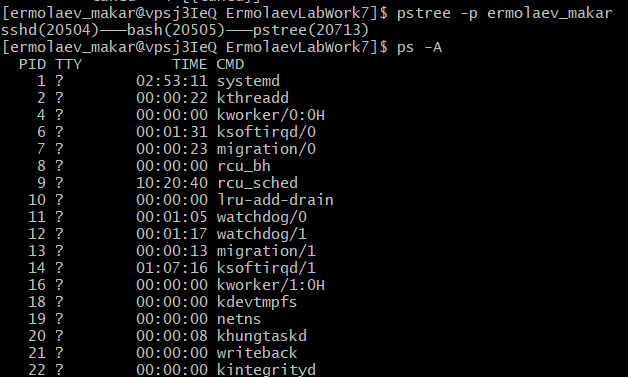 [ermolaev_makar@vpsj3IeQ ErmolaevLabWork7]$ pstree -p ermolaev_makar
sshd(20504)───bash(20505)───pstree(20713)
[ermolaev_makar@vpsj3IeQ ErmolaevLabWork7]$ ps -A
  PID TTY          TIME CMD
    1 ?        02:53:11 systemd
    2 ?        00:00:22 kthreadd
    4 ?        00:00:00 kworker/0:0H
    6 ?        00:01:31 ksoftirqd/0
    7 ?        00:00:23 migration/0
    8 ?        00:00:00 rcu_bh
    9 ?        10:20:40 rcu_sched
   10 ?        00:00:00 lru-add-drain
   11 ?        00:01:05 watchdog/0
   12 ?        00:01:17 watchdog/1
   13 ?        00:00:13 migration/1
   14 ?        01:07:16 ksoftirqd/1
   16 ?        00:00:00 kworker/1:0H
   18 ?        00:00:00 kdevtmpfs
   19 ?        00:00:00 netns
   20 ?        00:00:08 khungtaskd
   21 ?        00:00:00 writeback
   22 ?        00:00:00 kintegrityd